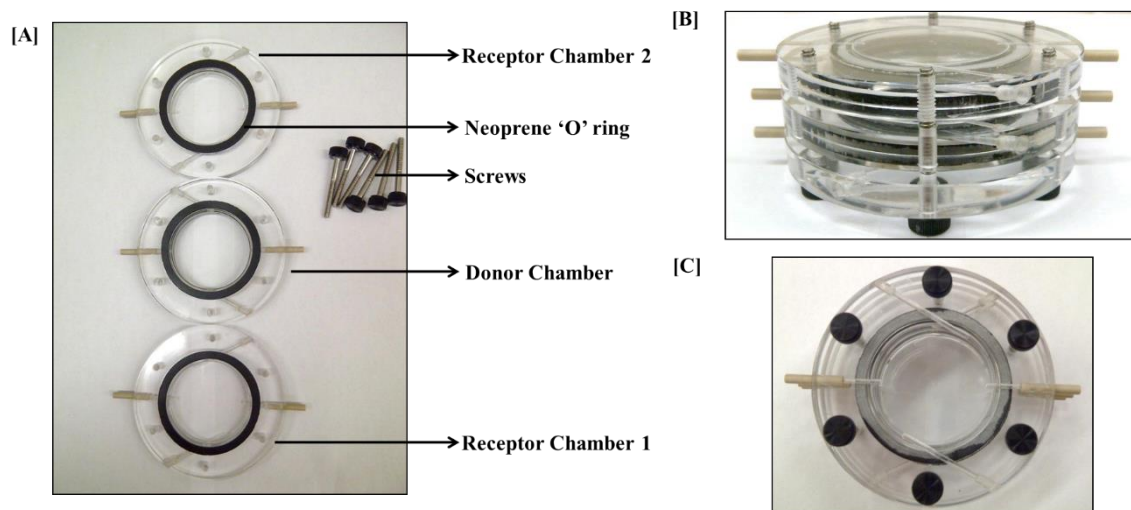 [A]
Receptor Chamber 2
Neoprene ‘O’ ring
Screws
Donor Chamber
Receptor Chamber 1
[B]
[C]